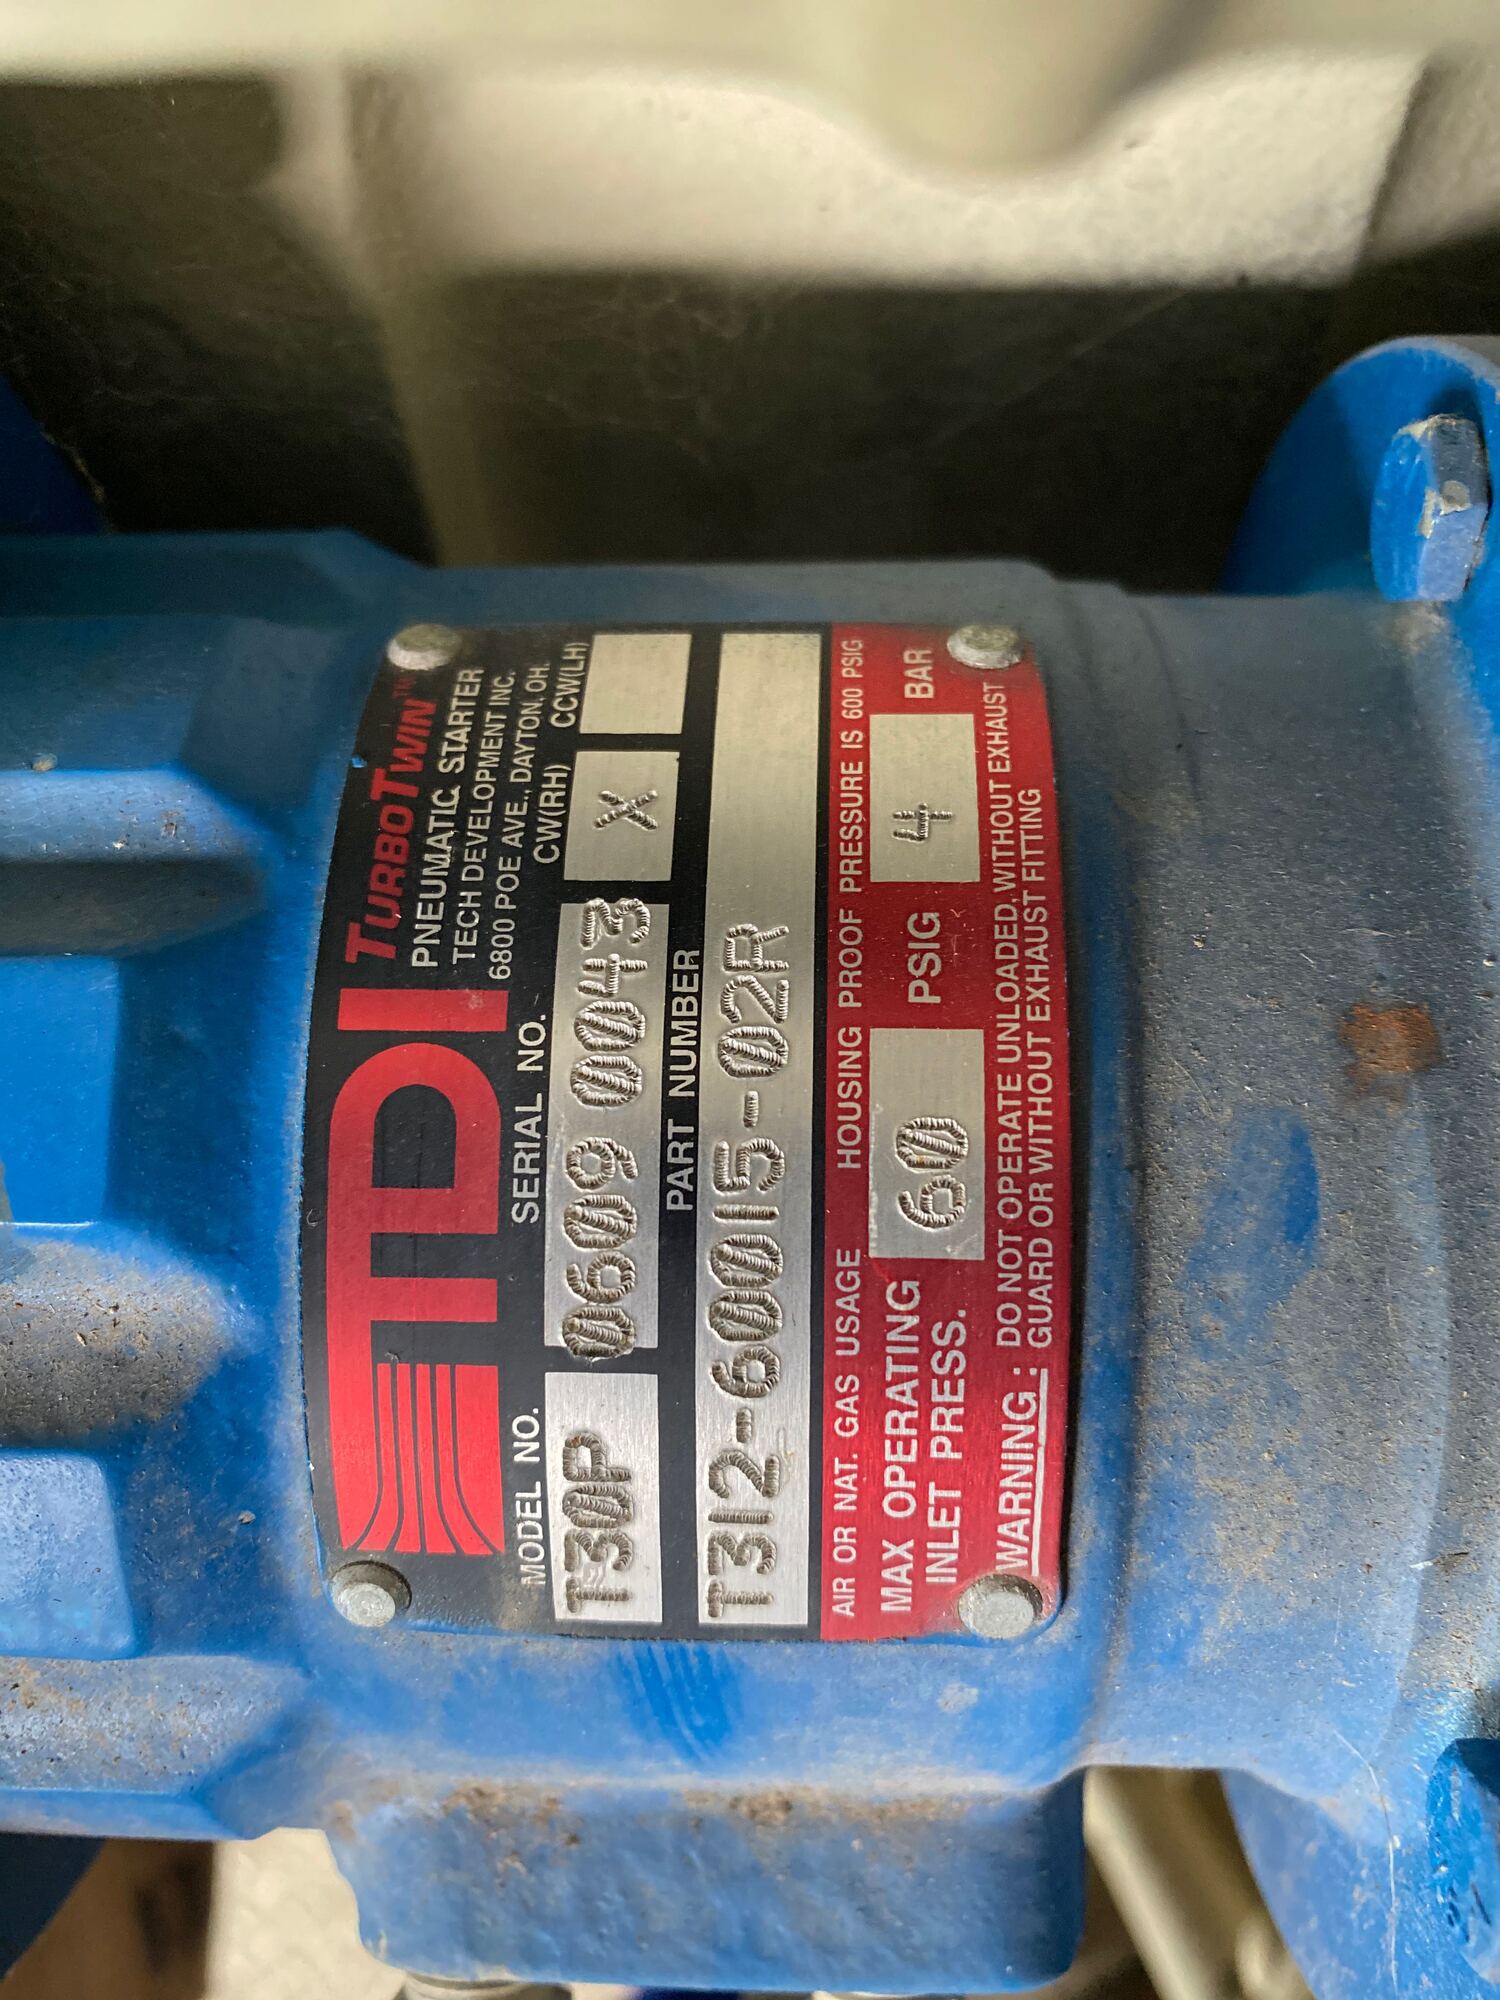 TDI
TURBOTWIN™
PNEUMATIC STARTER
TECH DEVELOPMENT INC.
6800 POE AVE., DAYTON, OH.
MODEL NO. SERIAL NO. CW(RH) CCW(LH)
T30P 0609 0043 X
PART NUMBER
T312-60015-02R
AIR OR NAT. GAS USAGE HOUSING PROOF PRESSURE IS 600 PSIG
MAX OPERATING
INLET PRESS. 60 PSIG 4 BAR
WARNING: DO NOT OPERATE UNLOADED, WITHOUT EXHAUST
GUARD OR WITHOUT EXHAUST FITTING